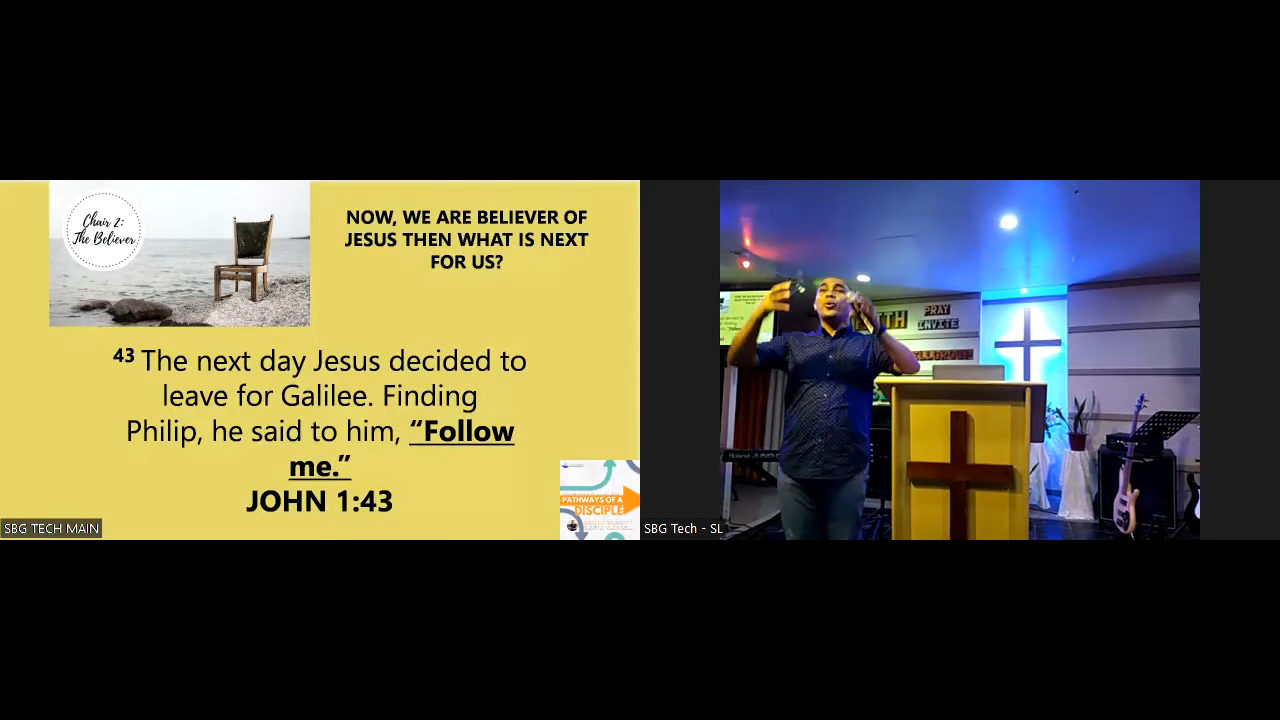 Chair 2:
The Believer
NOW, WE ARE BELIEVER OF
JESUS THEN WHAT IS NEXT
FOR US?
43 The next day Jesus decided to
leave for Galilee. Finding
Philip, he said to him, “Follow
me.”
JOHN 1:43
PATHWAYS OF A
DISCIPLE
SBG TECH MAIN
PRAY
INVITE
Roland
SBG Tech - SL